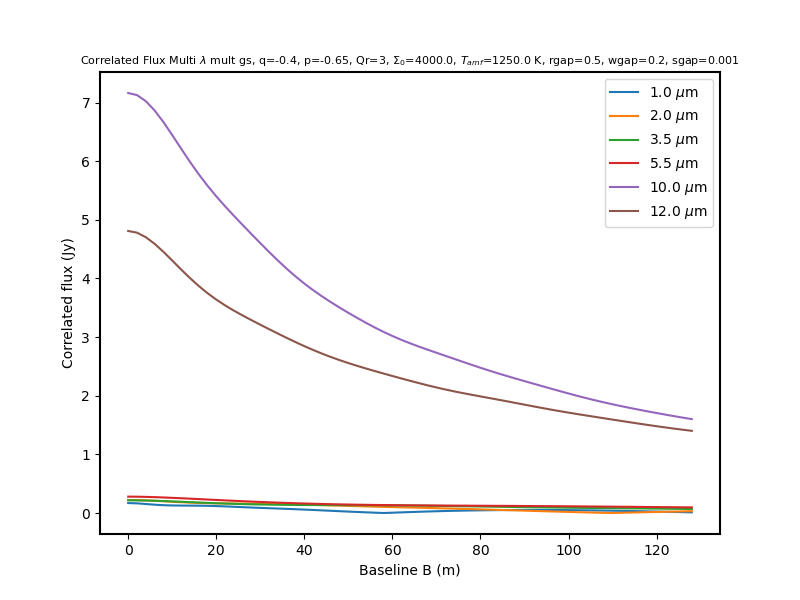 Correlated Flux Multi λ mult gs, q=-0.4, p=-0.65, Qr=3, Σ₀=4000.0, T_amf=1250.0 K, rgap=0.5, wgap=0.2, sgap=0.001
1.0 μm
2.0 μm
3.5 μm
5.5 μm
10.0 μm
12.0 μm
Correlated flux (Jy)
7
6
5
4
3
2
1
0
0 20 40 60 80 100 120
Baseline B (m)